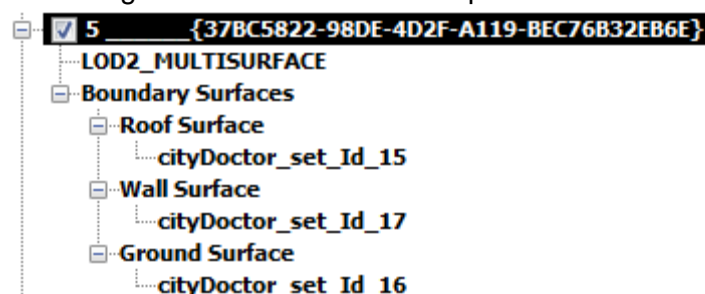 5 ______{37BC5822-98DE-4D2F-A119-BEC76B32EB6E}
LOD2_MULTISURFACE
Boundary Surfaces
Roof Surface
cityDoctor_set_Id_15
Wall Surface
cityDoctor_set_Id_17
Ground Surface
cityDoctor_set_Id_16